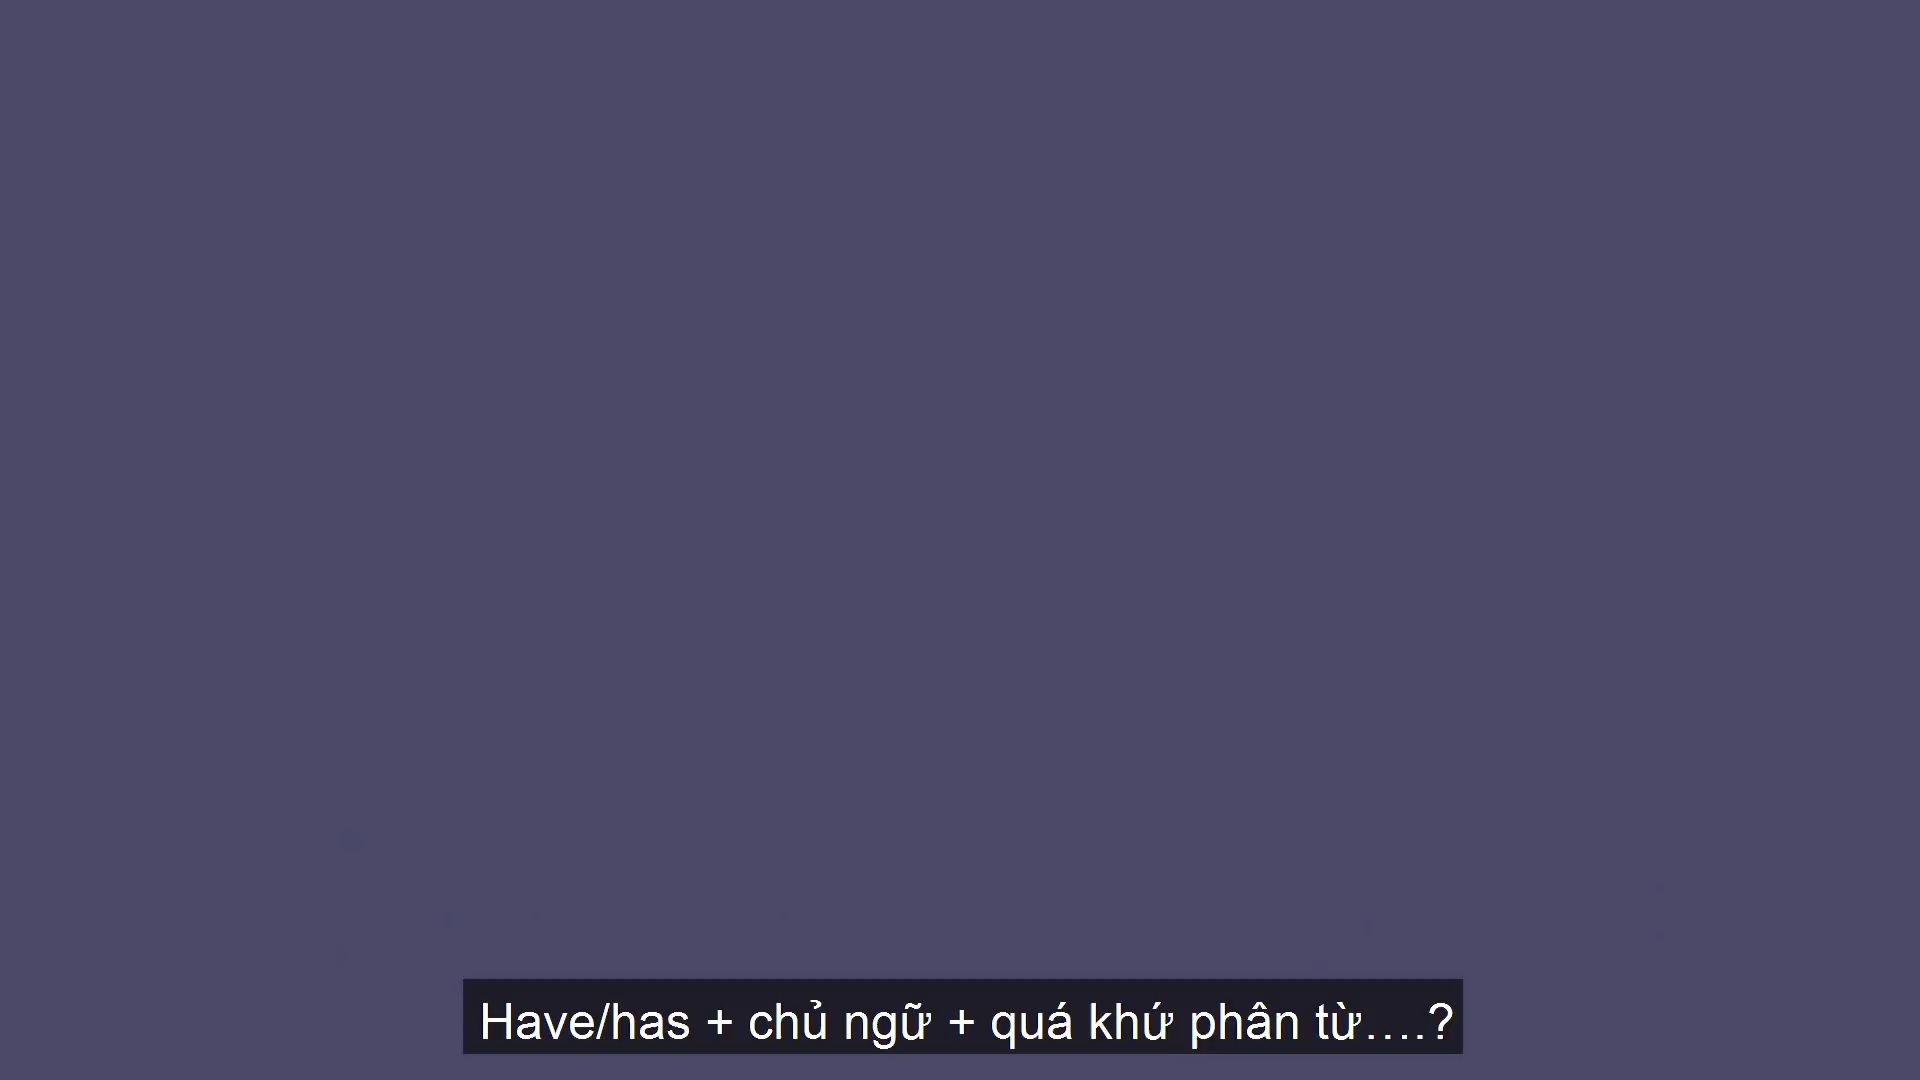 Have/has + chủ ngữ + quá khứ phân từ….?